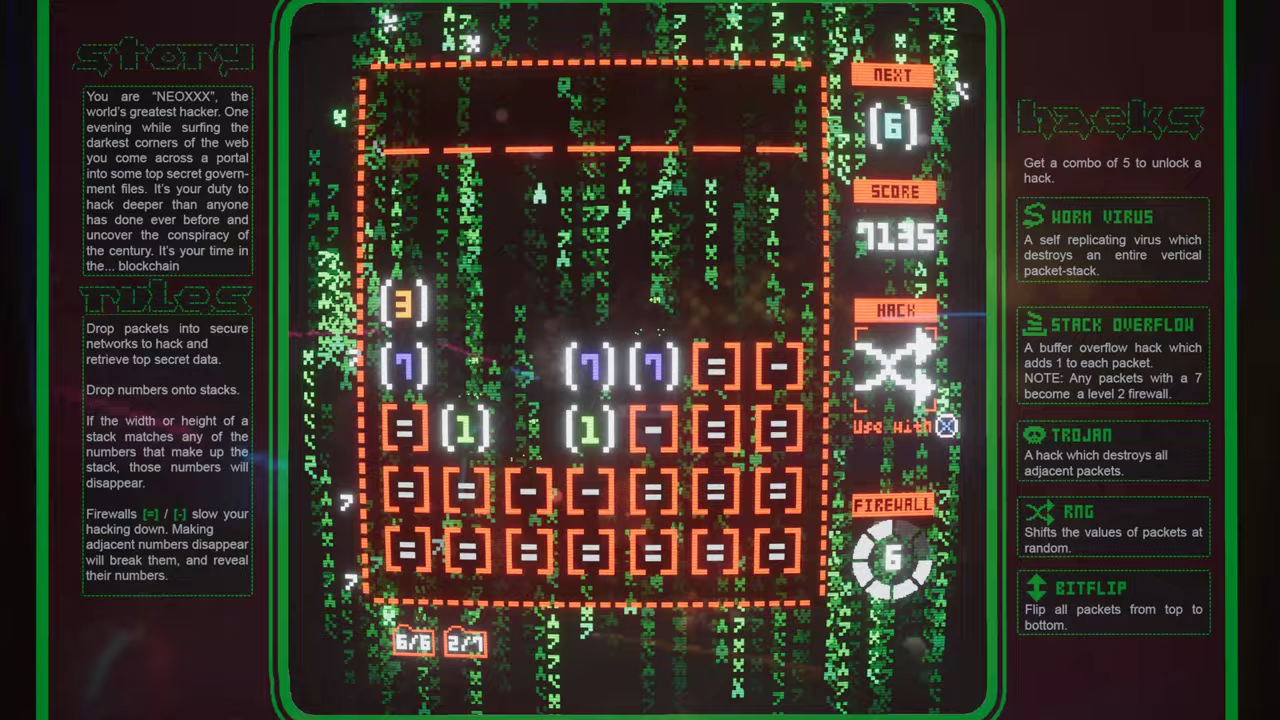 story
You are “NEOXXX”, the
world's greatest hacker. One
evening while surfing the
darkest corners of the web
you come across a portal
into some top secret govern-
ment files. It's your duty to
hack deeper than anyone
has done ever before and
uncover the conspiracy of
the century. It's your time in
the... blockchain
rules
Drop packets into secure
networks to hack and
retrieve top secret data.
Drop numbers onto stacks.
If the width or height of a
stack matches any of the
numbers that make up the
stack, those numbers will
disappear.
Firewalls [=] / [-] slow your
hacking down. Making
adjacent numbers disappear
will break them, and reveal
their numbers.
(3)
(7) (7) (7) [=] [-]
[=] (1) (1) [-] [=] [=]
[=] [=] [-] [-] [=] [=] [=]
[=] [=] [=] [=] [=] [=] [=]
6/6 2/7
NEXT
(6)
SCORE
7135
HACK
Use With
FIREWALL
6
hacks
Get a combo of 5 to unlock a
hack.
WORM VIRUS
A self replicating virus which
destroys an entire vertical
packet-stack.
STACK OVERFLOW
A buffer overflow hack which
adds 1 to each packet.
NOTE: Any packets with a 7
become a level 2 firewall.
TROJAN
A hack which destroys all
adjacent packets.
RNG
Shifts the values of packets at
random.
BITFLIP
Flip all packets from top to
bottom.